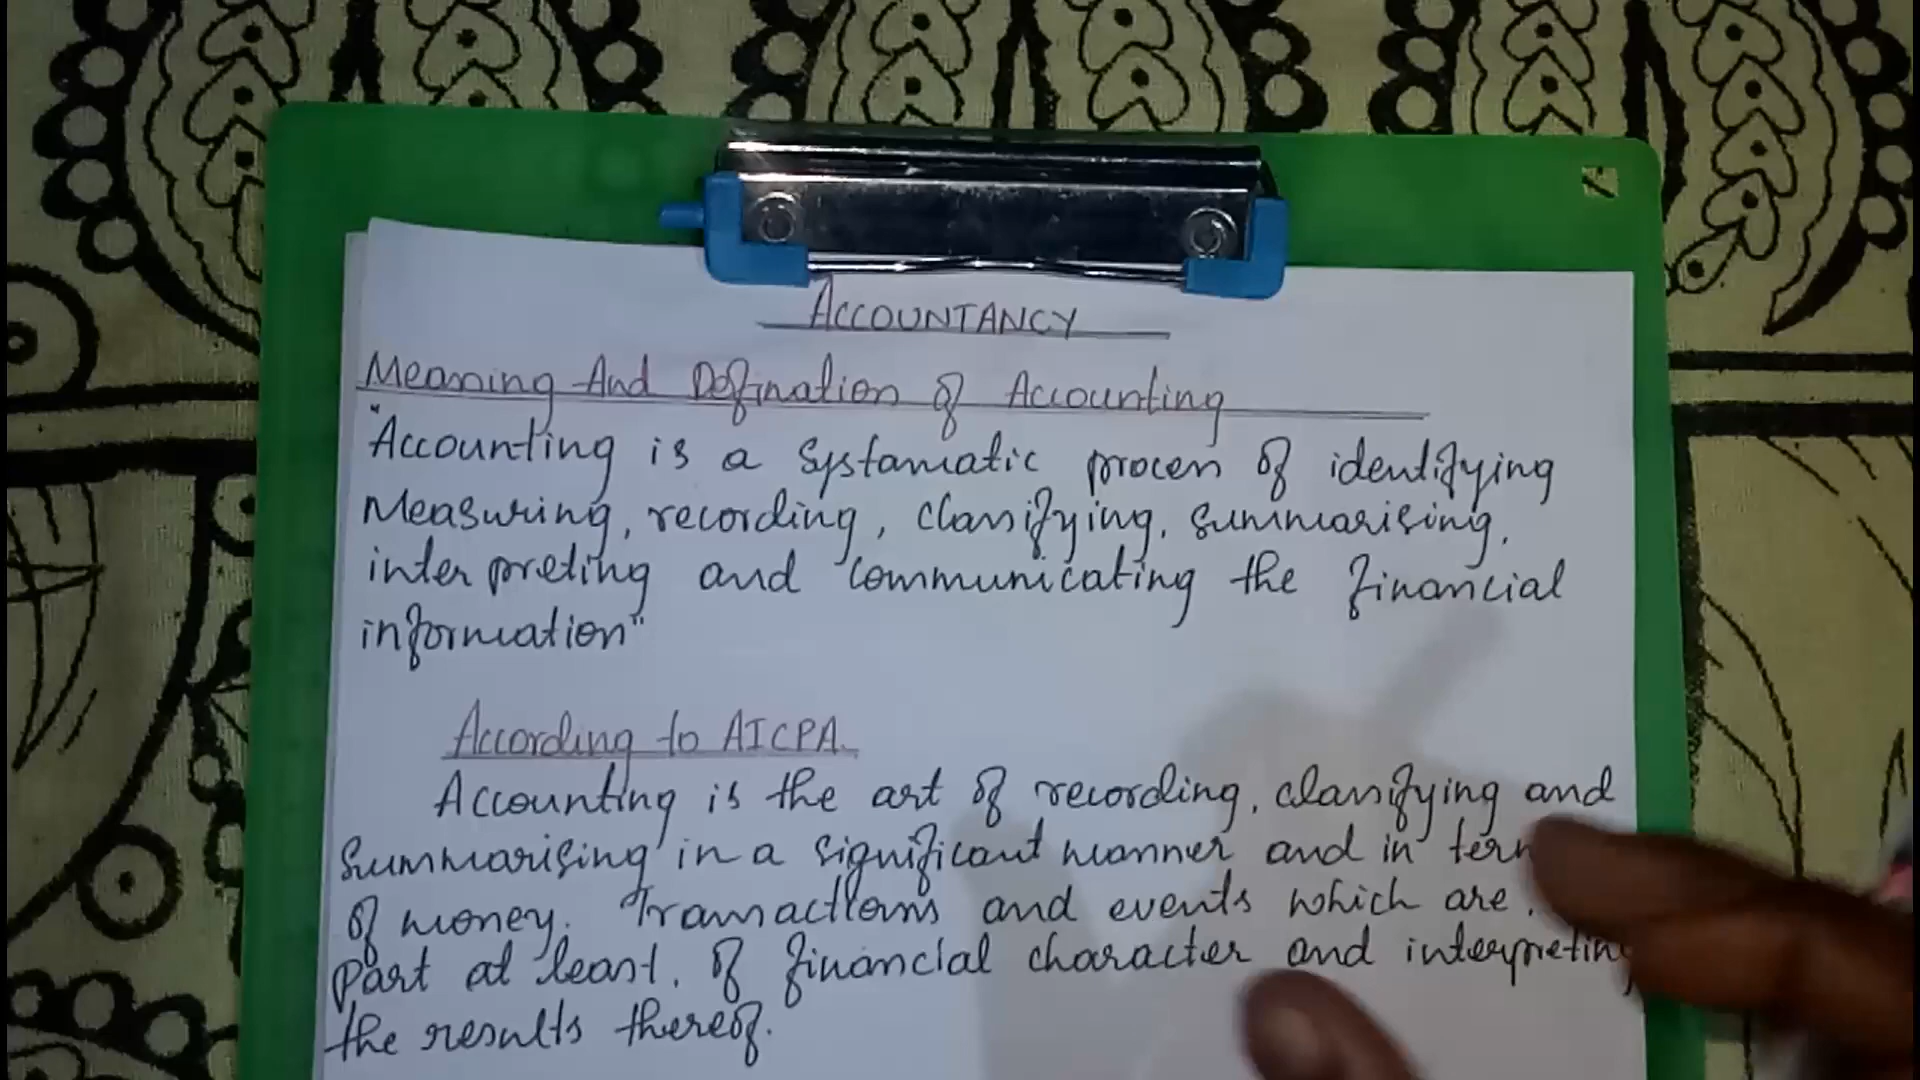 ACCOUNTANCY
Meaning And Defination of Accounting
"Accounting is a Systamatic process of identifying
Measuring, recording, classifying, summarising,
interpreting and communicating the financial
information"
According to AICPA.
Accounting is the art of recording, classifying and
Summarising in a significant manner and in
of money. Transactions and events which are
part at least, of financial character and interpreting
the results thereof.